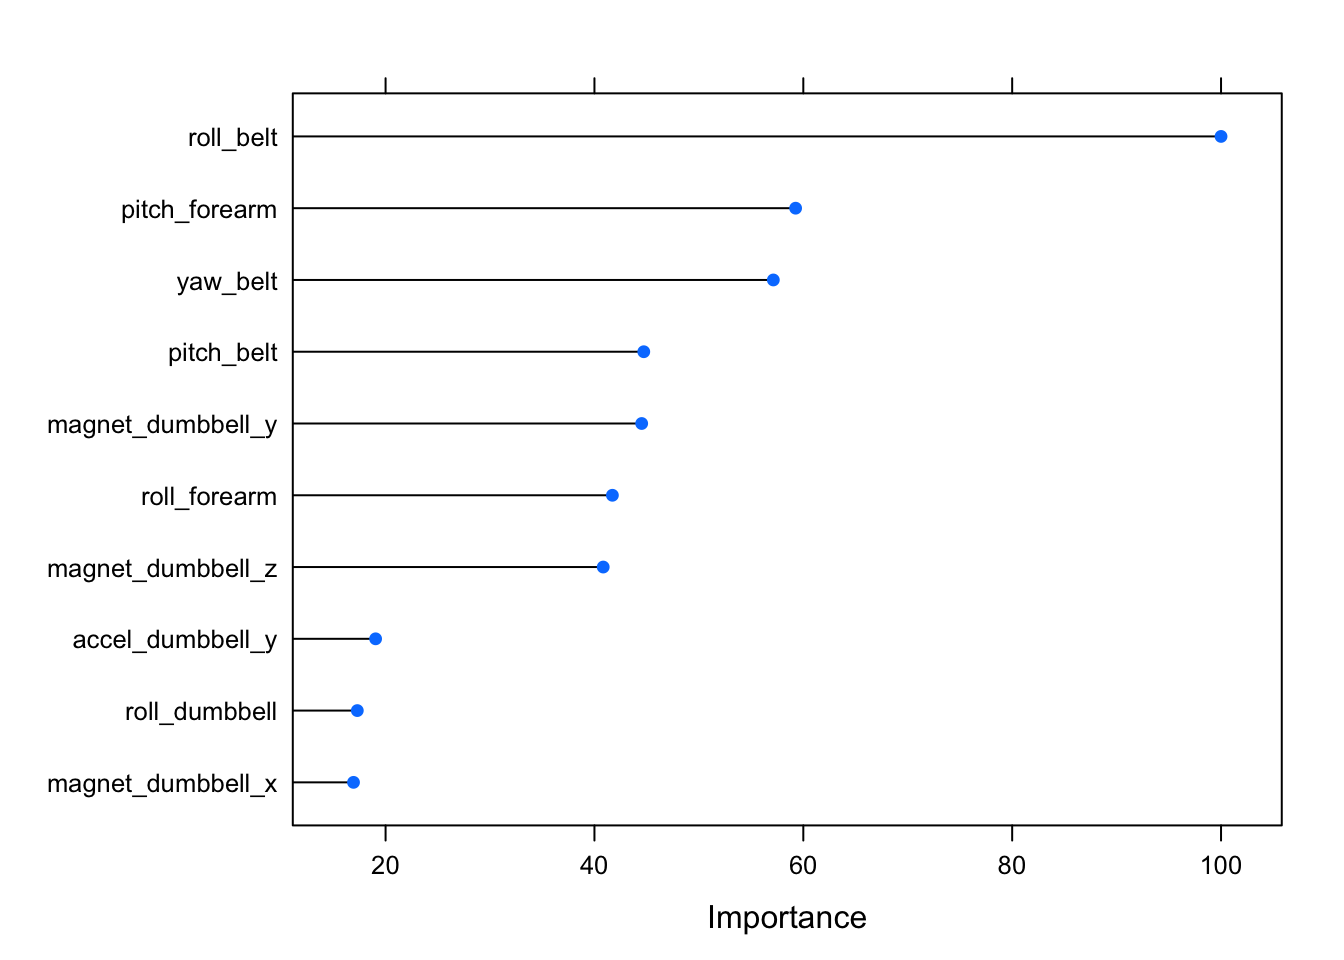 roll_belt
pitch_forearm
yaw_belt
pitch_belt
magnet_dumbbell_y
roll_forearm
magnet_dumbbell_z
accel_dumbbell_y
roll_dumbbell
magnet_dumbbell_x
20 40 60 80 100
Importance